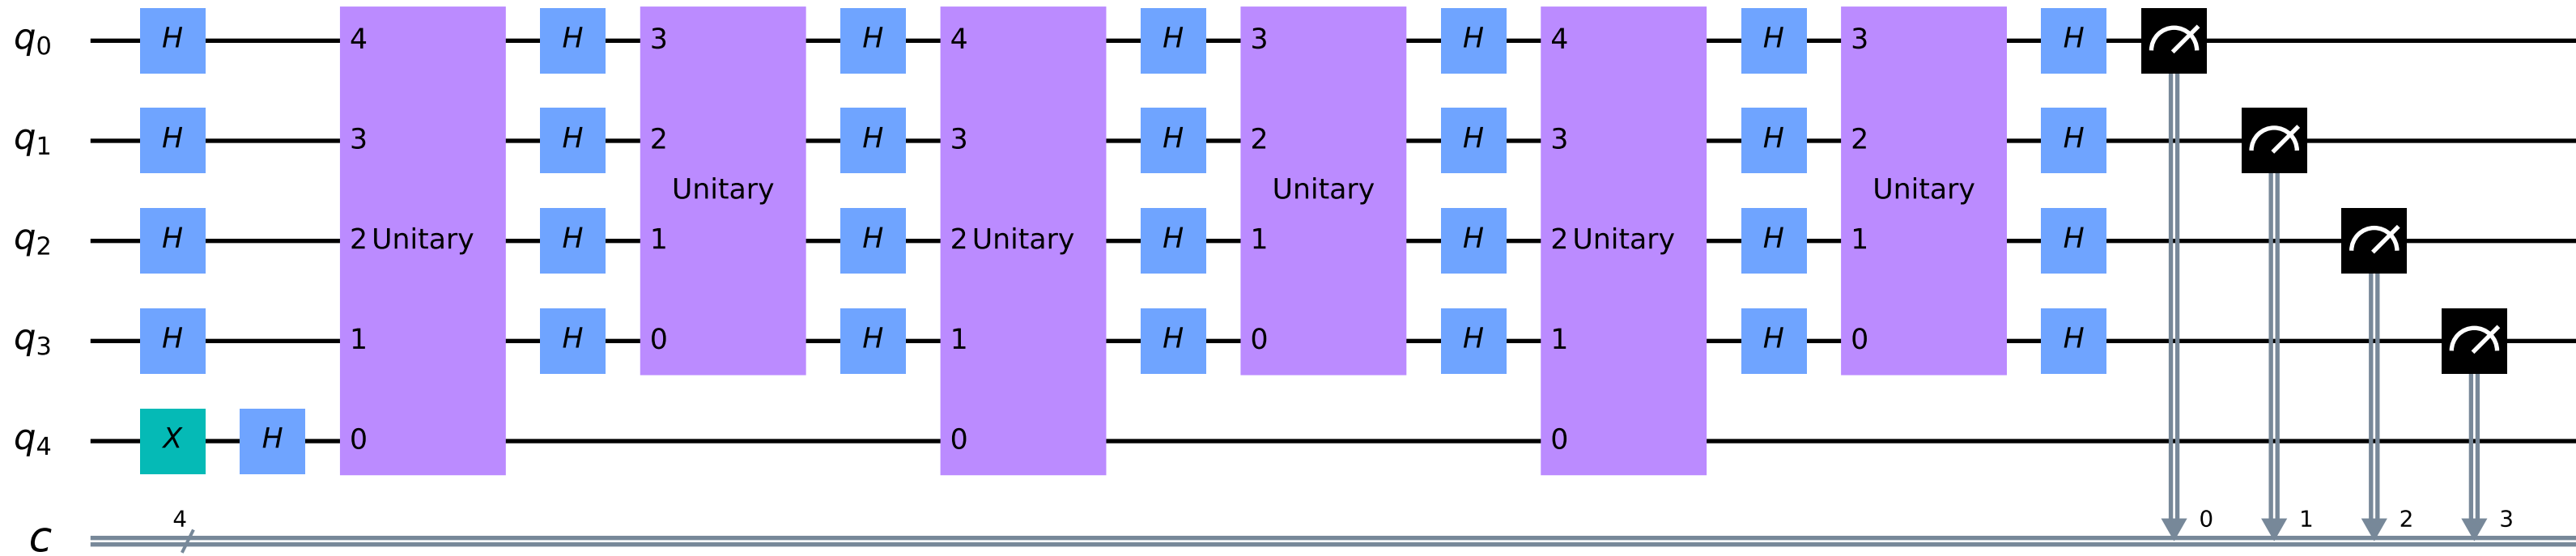 q0 H 4 H 3 H 4 H 3 H 4 H 3 H
q1 H 3 H 2 H 3 H 2 H 3 H 2 H
Unitary Unitary Unitary
q2 H 2 Unitary H 1 H 2 Unitary H 1 H 2 Unitary H 1 H
q3 H 1 H 0 H 1 H 0 H 1 H 0 H
q4 X H 0 0 0
4 0 1 2 3
c